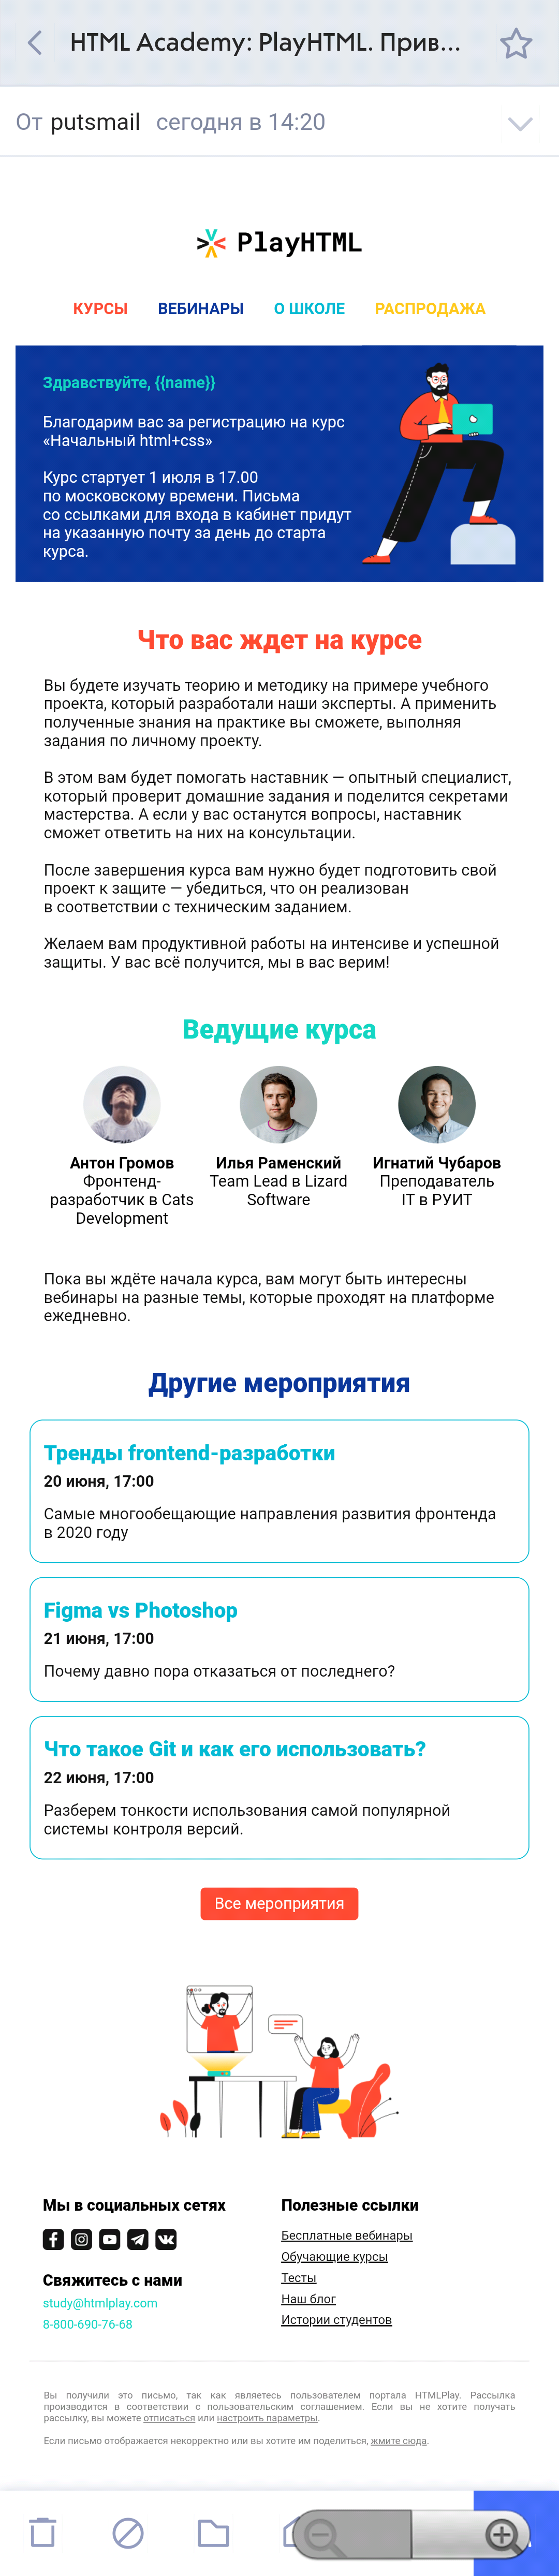 HTML Academy: PlayHTML. Прив...
От putsmail сегодня в 14:20
PlayHTML
КУРСЫ ВЕБИНАРЫ О ШКОЛЕ РАСПРОДАЖА
Здравствуйте, {{name}}
Благодарим вас за регистрацию на курс
«Начальный html+css»
Курс стартует 1 июля в 17.00
по московскому времени. Письма
со ссылками для входа в кабинет придут
на указанную почту за день до старта
курса.
Что вас ждет на курсе
Вы будете изучать теорию и методику на примере учебного
проекта, который разработали наши эксперты. А применить
полученные знания на практике вы сможете, выполняя
задания по личному проекту.
В этом вам будет помогать наставник — опытный специалист,
который проверит домашние задания и поделится секретами
мастерства. А если у вас останутся вопросы, наставник
сможет ответить на них на консультации.
После завершения курса вам нужно будет подготовить свой
проект к защите — убедиться, что он реализован
в соответствии с техническим заданием.
Желаем вам продуктивной работы на интенсиве и успешной
защиты. У вас всё получится, мы в вас верим!
Ведущие курса
Антон Громов
Фронтенд-
разработчик в Cats
Development
Илья Раменский
Team Lead в Lizard
Software
Игнатий Чубаров
Преподаватель
IT в РУИТ
Пока вы ждёте начала курса, вам могут быть интересны
вебинары на разные темы, которые проходят на платформе
ежедневно.
Другие мероприятия
Тренды frontend-разработки
20 июня, 17:00
Самые многообещающие направления развития фронтенда
в 2020 году
Figma vs Photoshop
21 июня, 17:00
Почему давно пора отказаться от последнего?
Что такое Git и как его использовать?
22 июня, 17:00
Разберем тонкости использования самой популярной
системы контроля версий.
Все мероприятия
Мы в социальных сетях
Свяжитесь с нами
study@htmlplay.com
8-800-690-76-68
Полезные ссылки
Бесплатные вебинары
Обучающие курсы
Тесты
Наш блог
Истории студентов
Вы получили это письмо, так как являетесь пользователем портала HTMLPlay. Рассылка
производится в соответствии с пользовательским соглашением. Если вы не хотите получать
рассылку, вы можете отписаться или настроить параметры.
Если письмо отображается некорректно или вы хотите им поделиться, жмите сюда.